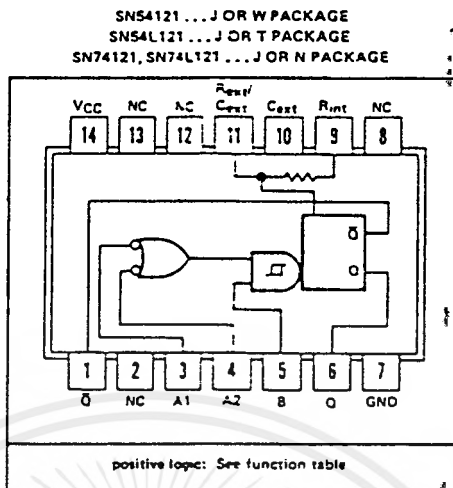 SN54121 ... J OR W PACKAGE
SN54L121 ... J OR T PACKAGE
SN74121, SN74L121 ... J OR N PACKAGE
Rext/
VCC NC NC Cext Cext Rint NC
14 13 12 11 10 9 8
Q̅
Q
1 2 3 4 5 6 7
Q̅ NC A1 A2 B Q GND
positive logic: See function table